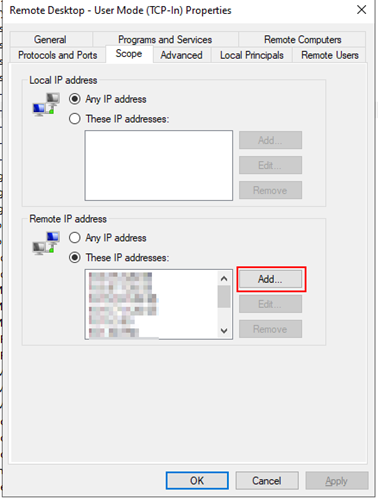 Remote Desktop - User Mode (TCP-In) Properties
General
Programs and Services
Remote Computers
Protocols and Ports
Scope
Advanced
Local Principals
Remote Users
Local IP address
Any IP address
These IP addresses:
Add...
Edit...
Remove
Remote IP address
Any IP address
These IP addresses:
Add...
Edit...
Remove
OK
Cancel
Apply